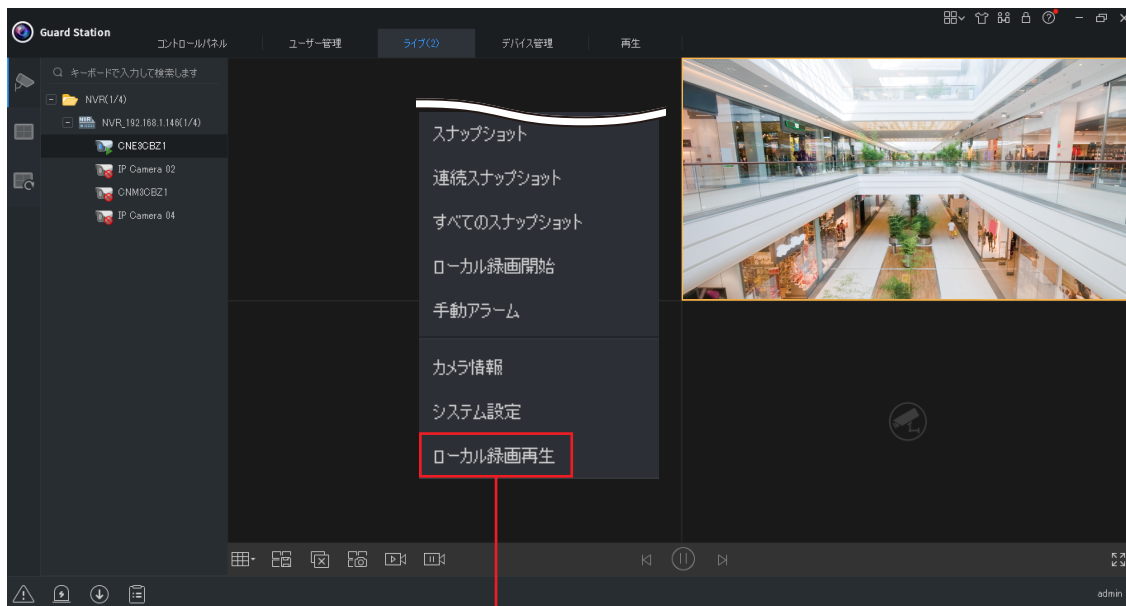 Guard Station
コントロールパネル
ユーザー管理
ライブ(2)
デバイス管理
再生
キーボードで入力して検索します
NVR(1/4)
NVR_192.168.1.146(1/4)
CNE3CBZ1
IP Camera 02
CNM3CBZ1
IP Camera 04
スナップショット
連続スナップショット
すべてのスナップショット
ローカル録画開始
手動アラーム
カメラ情報
システム設定
ローカル録画再生
admin